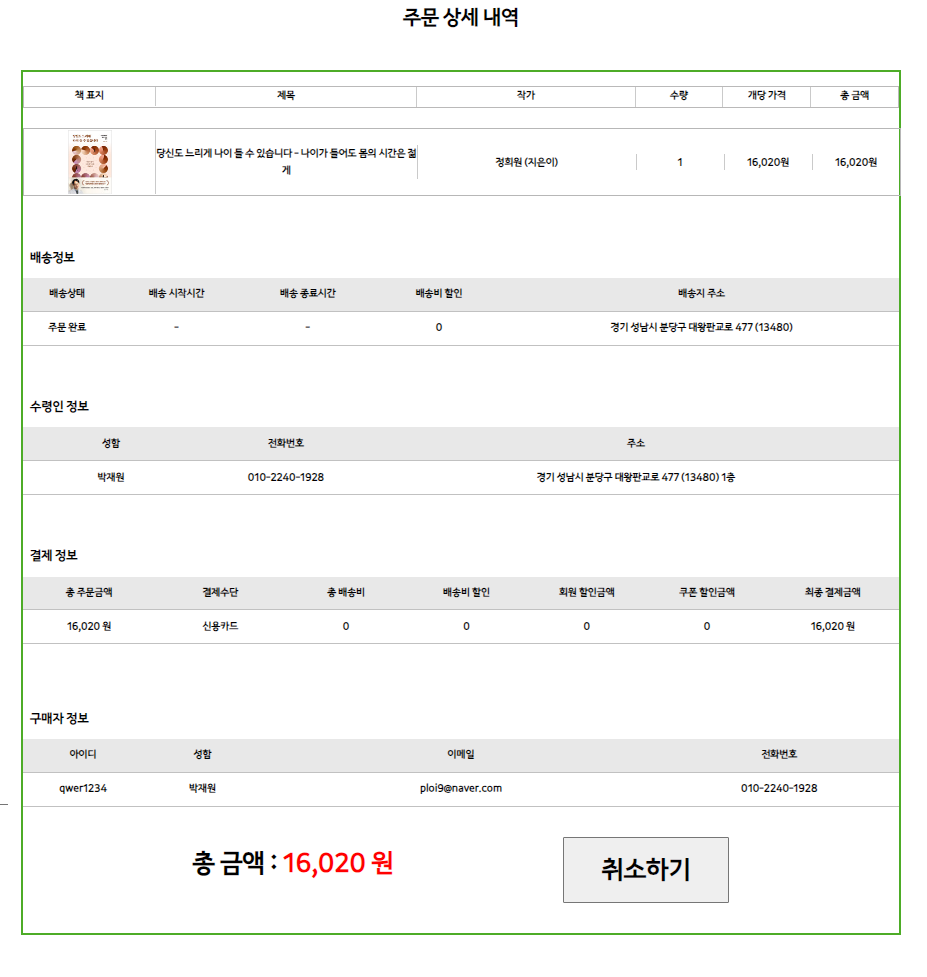 주문 상세 내역
책 표지 제목 작가 수량 개당 가격 총 금액
당신도 느리게 나이 들 수 있습니다 - 나이가 들어도 몸의 시간은 젊
게
정희원 (지은이) 1 16,020원 16,020원
배송정보
배송상태 배송 시작시간 배송 종료시간 배송비 할인 배송지 주소
주문 완료 - - 0 경기 성남시 분당구 대왕판교로 477 (13480)
수령인 정보
성함 전화번호 주소
박재원 010-2240-1928 경기 성남시 분당구 대왕판교로 477 (13480) 1층
결제 정보
총 주문금액 결제수단 총 배송비 배송비 할인 회원 할인금액 쿠폰 할인금액 최종 결제금액
16,020 원 신용카드 0 0 0 0 16,020 원
구매자 정보
아이디 성함 이메일 전화번호
qwer1234 박재원 ploi9@naver.com 010-2240-1928
총 금액 : 16,020 원 취소하기